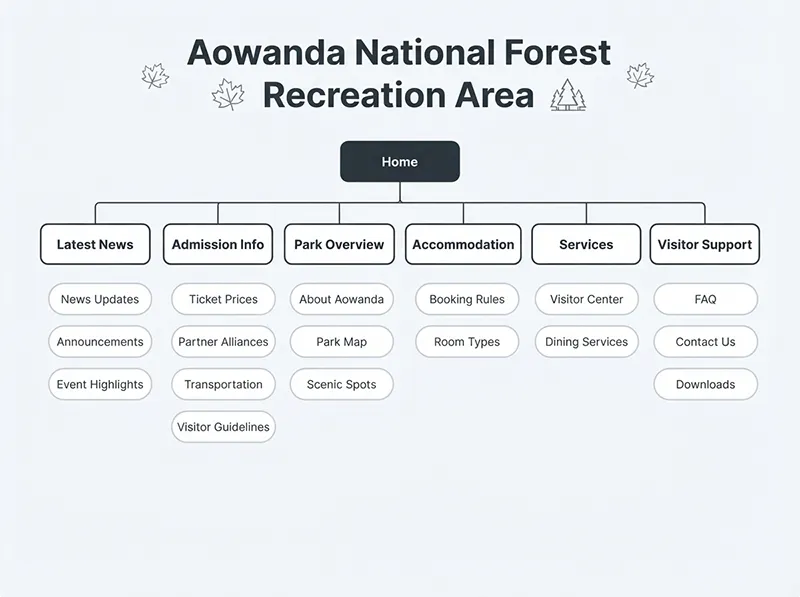 Aowanda National Forest
Recreation Area
Home
Latest News
Admission Info
Park Overview
Accommodation
Services
Visitor Support
News Updates
Ticket Prices
About Aowanda
Booking Rules
Visitor Center
FAQ
Announcements
Partner Alliances
Park Map
Room Types
Dining Services
Contact Us
Event Highlights
Transportation
Scenic Spots
Downloads
Visitor Guidelines